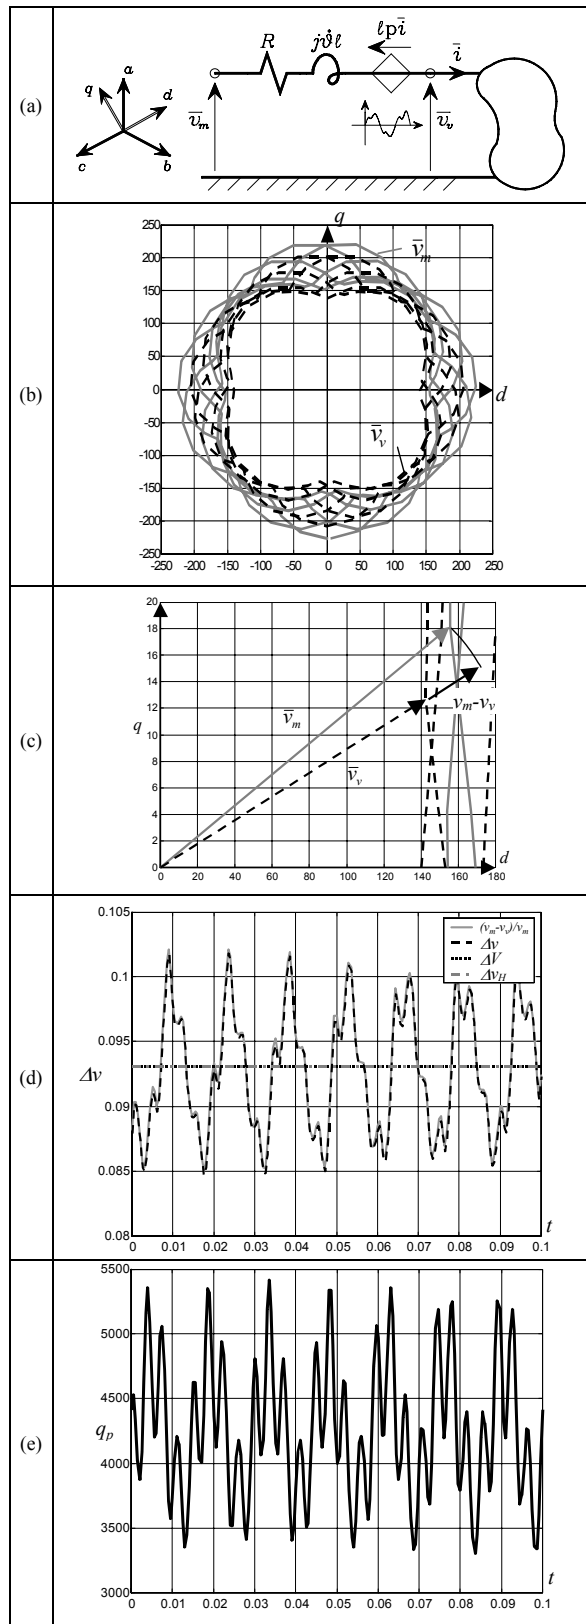 (a)
a
q
d
c
b
R
jϑ̇ℓ
ℓp i̅
i̅
v̅m
v̅v
(b)
q
250
200
150
100
50
0
-50
-100
-150
-200
-250
-250 -200 -150 -100 -50 0 50 100 150 200 250
v̅m
d
v̅v
(c)
20
18
16
14
12
10
8
6
4
2
0
q
v̅m
v̅v
vm-vv
d
0 20 40 60 80 100 120 140 160 180
(d)
0.105
0.1
0.095
0.09
0.085
0.08
Δv
(vm-vv)/vm
Δv
ΔV
ΔvH
t
0 0.01 0.02 0.03 0.04 0.05 0.06 0.07 0.08 0.09 0.1
(e)
5500
5000
4500
4000
3500
3000
qp
t
0 0.01 0.02 0.03 0.04 0.05 0.06 0.07 0.08 0.09 0.1